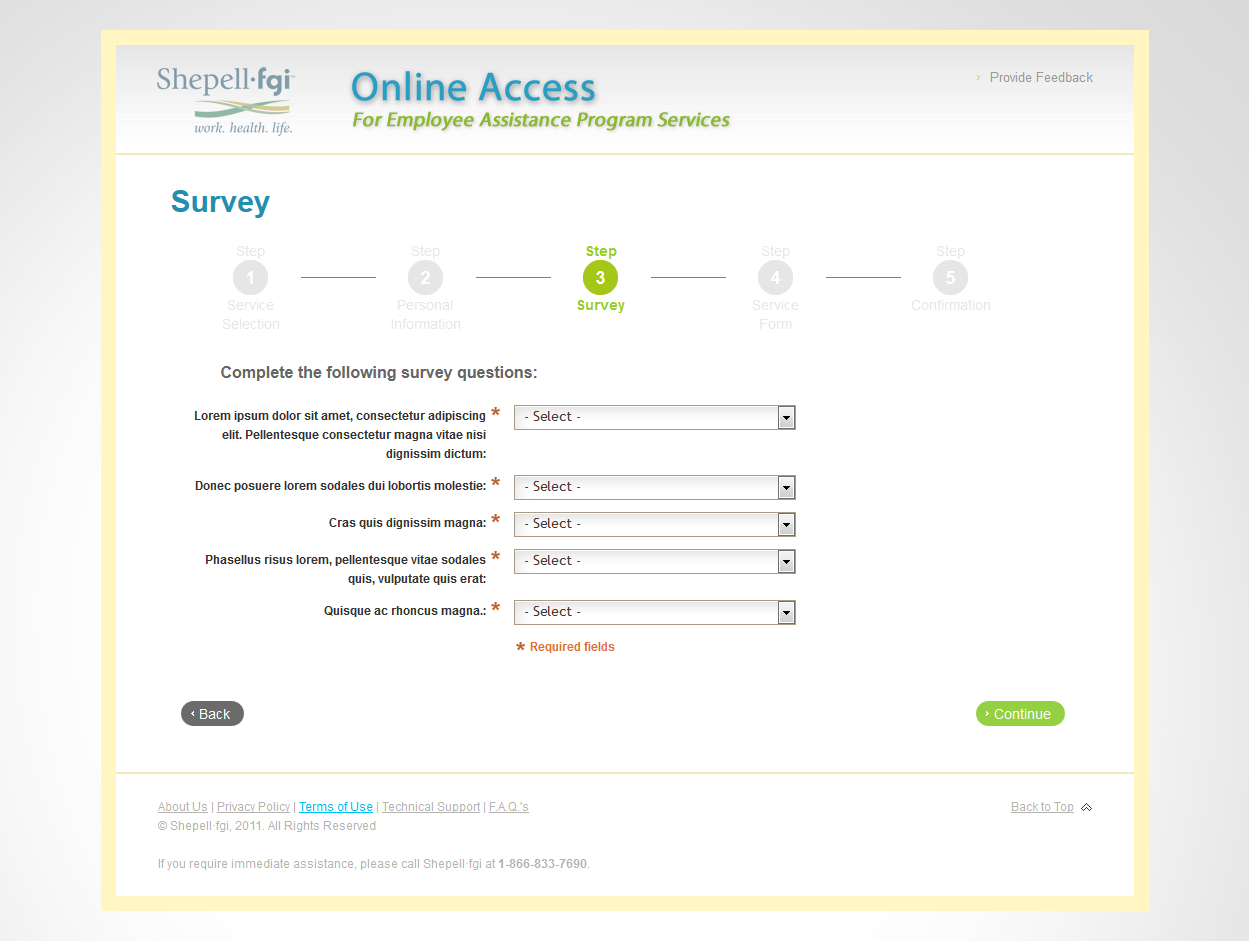 Shepell·fgi
work. health. life.
Online Access
For Employee Assistance Program Services
Provide Feedback
Survey
Step 1 Service Selection
Step 2 Personal Information
Step 3 Survey
Step 4 Service Form
Step 5 Confirmation
Complete the following survey questions:
Lorem ipsum dolor sit amet, consectetur adipiscing * - Select -
elit. Pellentesque consectetur magna vitae nisi
dignissim dictum:
Donec posuere lorem sodales dui lobortis molestie: * - Select -
Cras quis dignissim magna: * - Select -
Phasellus risus lorem, pellentesque vitae sodales * - Select -
quis, vulputate quis erat:
Quisque ac rhoncus magna.: * - Select -
* Required fields
Back
Continue
About Us | Privacy Policy | Terms of Use | Technical Support | F.A.Q.'s
Back to Top
© Shepell·fgi, 2011. All Rights Reserved
If you require immediate assistance, please call Shepell·fgi at 1-866-833-7690.